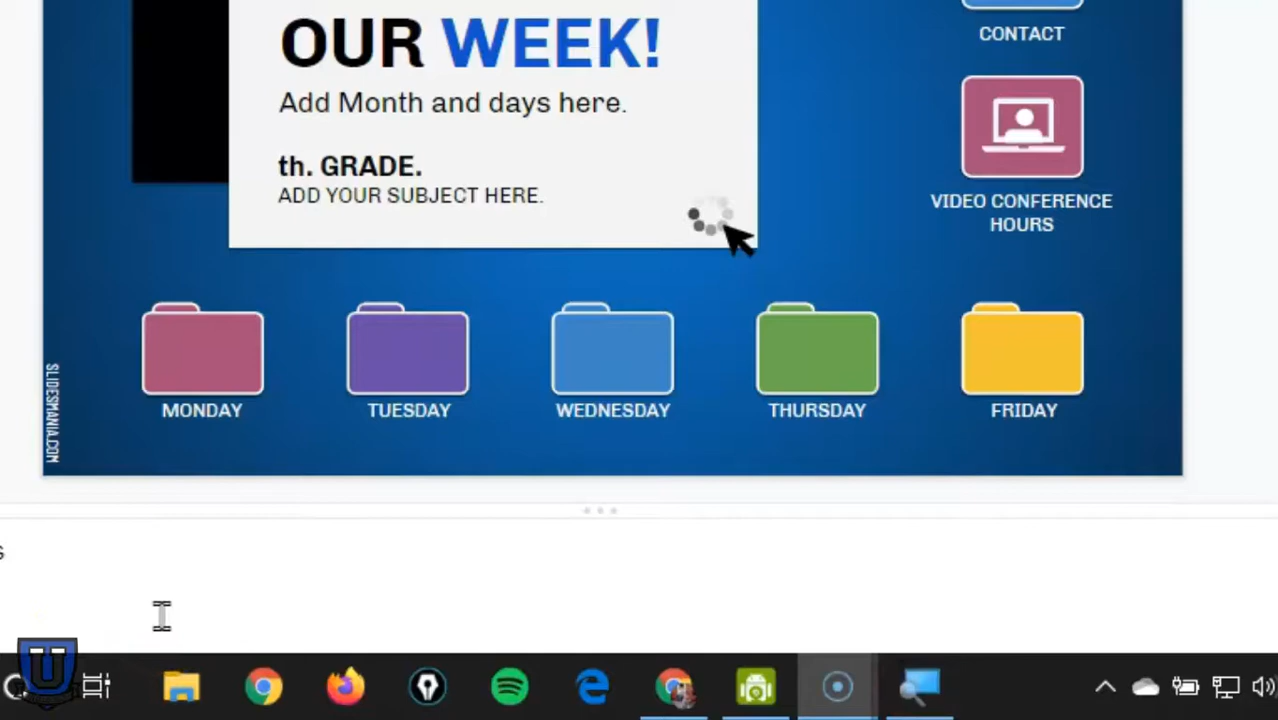 OUR WEEK!
Add Month and days here.
th. GRADE.
ADD YOUR SUBJECT HERE.
CONTACT
VIDEO CONFERENCE
HOURS
MONDAY
TUESDAY
WEDNESDAY
THURSDAY
FRIDAY
SLIDESMANIA.COM
s
U